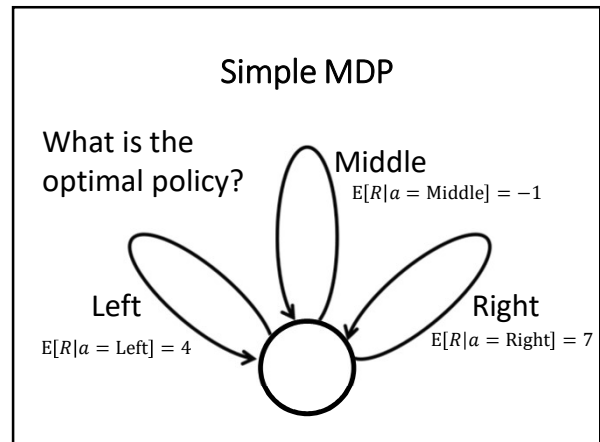 Simple MDP
What is the
optimal policy?
Middle
E[R|a = Middle] = −1
Left
E[R|a = Left] = 4
Right
E[R|a = Right] = 7